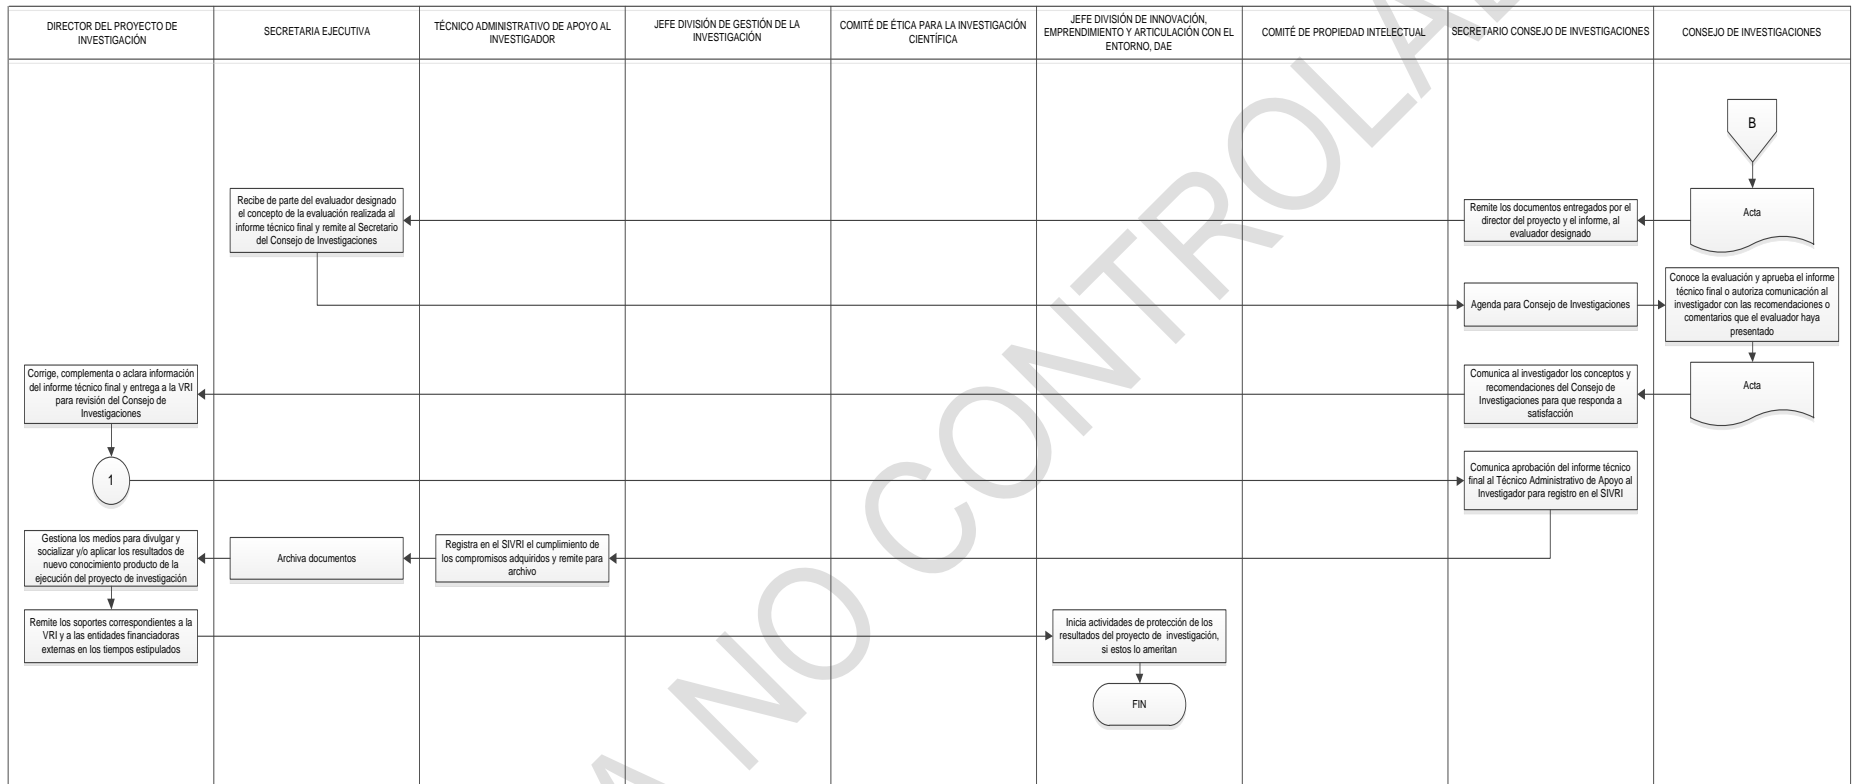 DIRECTOR DEL PROYECTO DE
INVESTIGACIÓN
SECRETARIA EJECUTIVA
TÉCNICO ADMINISTRATIVO DE APOYO AL
INVESTIGADOR
JEFE DIVISIÓN DE GESTIÓN DE LA
INVESTIGACIÓN
COMITÉ DE ÉTICA PARA LA INVESTIGACIÓN
CIENTÍFICA
JEFE DIVISIÓN DE INNOVACIÓN,
EMPRENDIMIENTO Y ARTICULACIÓN CON EL
ENTORNO, DAE
COMITÉ DE PROPIEDAD INTELECTUAL
SECRETARIO CONSEJO DE INVESTIGACIONES
CONSEJO DE INVESTIGACIONES
B
Recibe de parte del evaluador designado
el concepto de la evaluación realizada al
informe técnico final y remite al Secretario
del Consejo de Investigaciones
Remite los documentos entregados por el
director del proyecto y el informe, al
evaluador designado
Acta
Agenda para Consejo de Investigaciones
Conoce la evaluación y aprueba el informe
técnico final o autoriza comunicación al
investigador con las recomendaciones o
comentarios que el evaluador haya
presentado
Corrige, complementa o aclara información
del informe técnico final y entrega a la VRI
para revisión del Consejo de
Investigaciones
Comunica al investigador los conceptos y
recomendaciones del Consejo de
Investigaciones para que responda a
satisfacción
Acta
1
Comunica aprobación del informe técnico
final al Técnico Administrativo de Apoyo al
Investigador para registro en el SIVRI
Gestiona los medios para divulgar y
socializar y/o aplicar los resultados de
nuevo conocimiento producto de la
ejecución del proyecto de investigación
Archiva documentos
Registra en el SIVRI el cumplimiento de
los compromisos adquiridos y remite para
archivo
Remite los soportes correspondientes a la
VRI y a las entidades financiadoras
externas en los tiempos estipulados
Inicia actividades de protección de los
resultados del proyecto de investigación,
si estos lo ameritan
FIN
NO